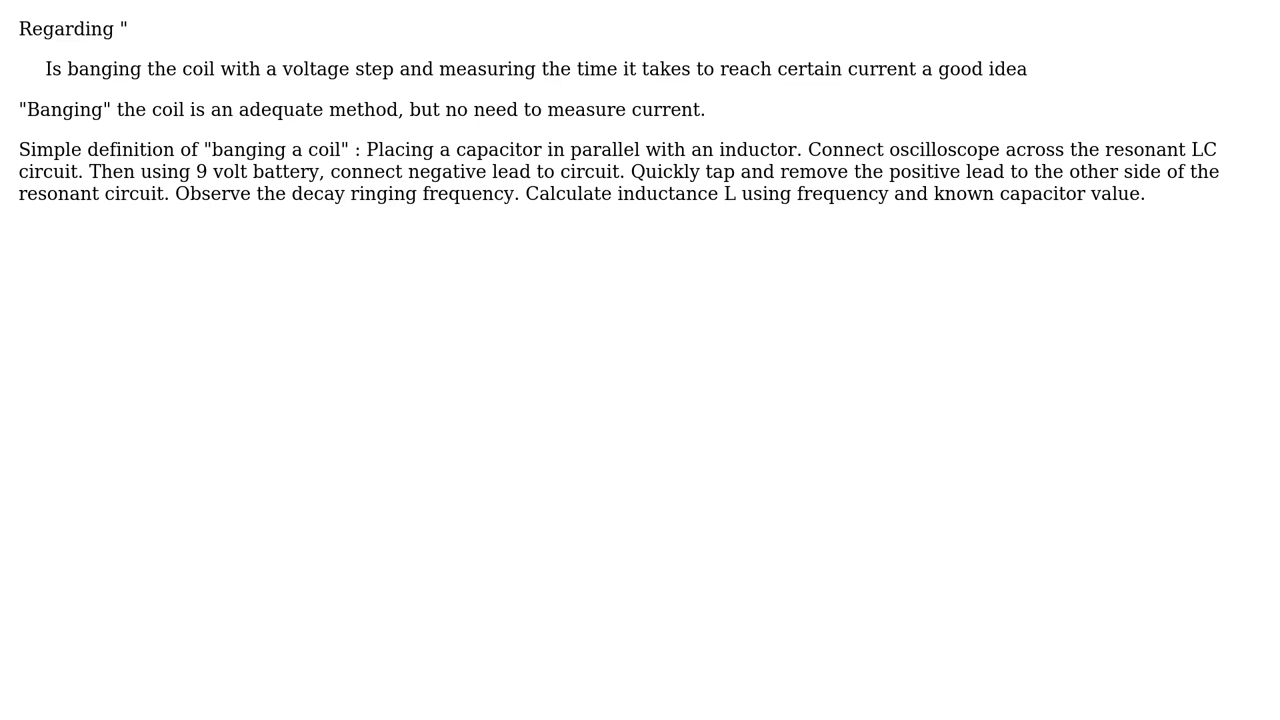 Regarding "
Is banging the coil with a voltage step and measuring the time it takes to reach certain current a good idea
"Banging" the coil is an adequate method, but no need to measure current.
Simple definition of "banging a coil" : Placing a capacitor in parallel with an inductor. Connect oscilloscope across the resonant LC
circuit. Then using 9 volt battery, connect negative lead to circuit. Quickly tap and remove the positive lead to the other side of the
resonant circuit. Observe the decay ringing frequency. Calculate inductance L using frequency and known capacitor value.